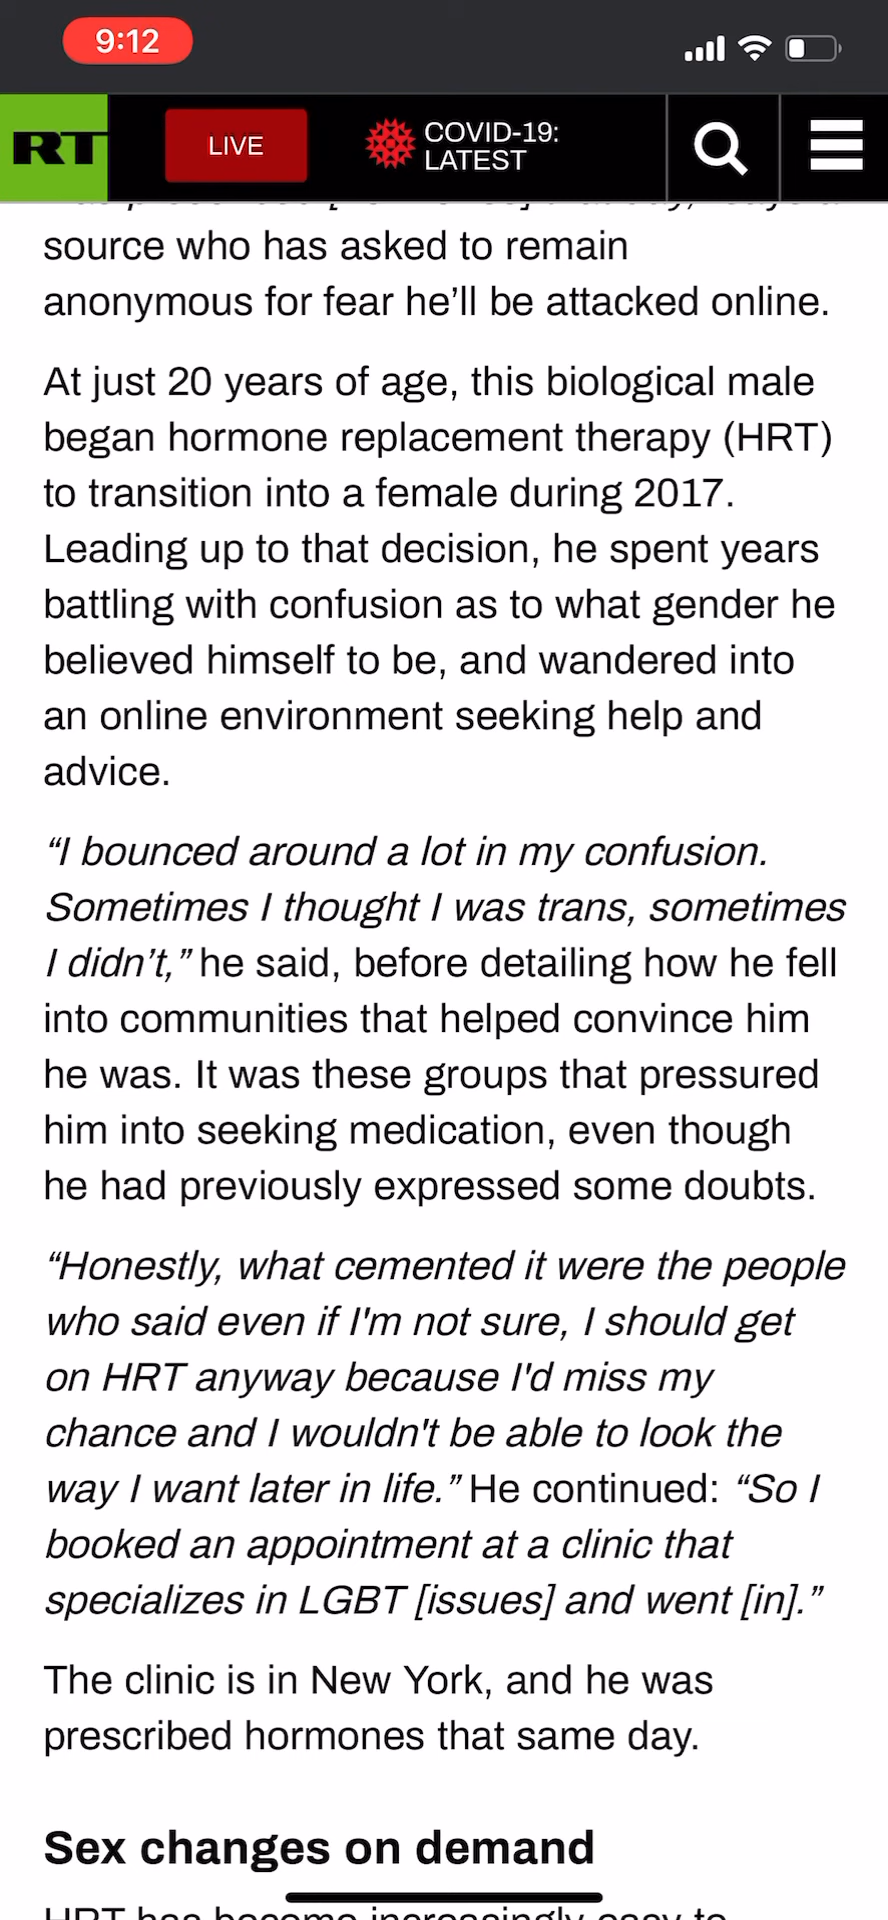 9:12
RT
LIVE
COVID-19:
LATEST
source who has asked to remain
anonymous for fear he’ll be attacked online.
At just 20 years of age, this biological male
began hormone replacement therapy (HRT)
to transition into a female during 2017.
Leading up to that decision, he spent years
battling with confusion as to what gender he
believed himself to be, and wandered into
an online environment seeking help and
advice.
“I bounced around a lot in my confusion.
Sometimes I thought I was trans, sometimes
I didn’t,” he said, before detailing how he fell
into communities that helped convince him
he was. It was these groups that pressured
him into seeking medication, even though
he had previously expressed some doubts.
“Honestly, what cemented it were the people
who said even if I'm not sure, I should get
on HRT anyway because I'd miss my
chance and I wouldn't be able to look the
way I want later in life.” He continued: “So I
booked an appointment at a clinic that
specializes in LGBT [issues] and went [in].”
The clinic is in New York, and he was
prescribed hormones that same day.
Sex changes on demand
HRT has become increasingly easy to